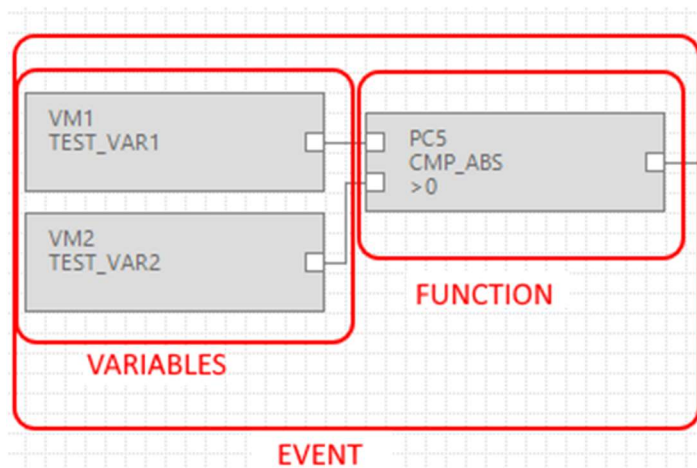 VM1
TEST_VAR1
PC5
CMP_ABS
>0
VM2
TEST_VAR2
FUNCTION
VARIABLES
EVENT